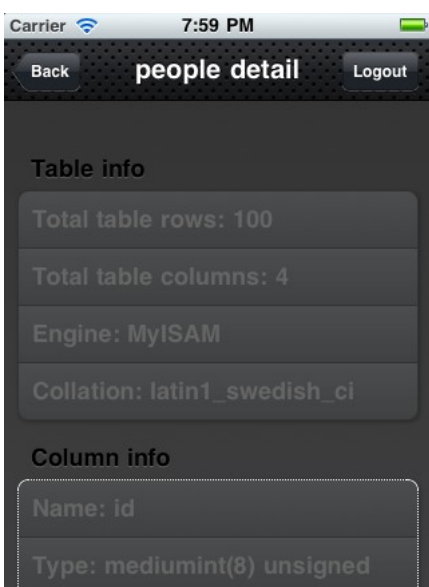 Carrier 7:59 PM
Back people detail Logout
Table info
Total table rows: 100
Total table columns: 4
Engine: MyISAM
Collation: latin1_swedish_ci
Column info
Name: id
Type: mediumint(8) unsigned